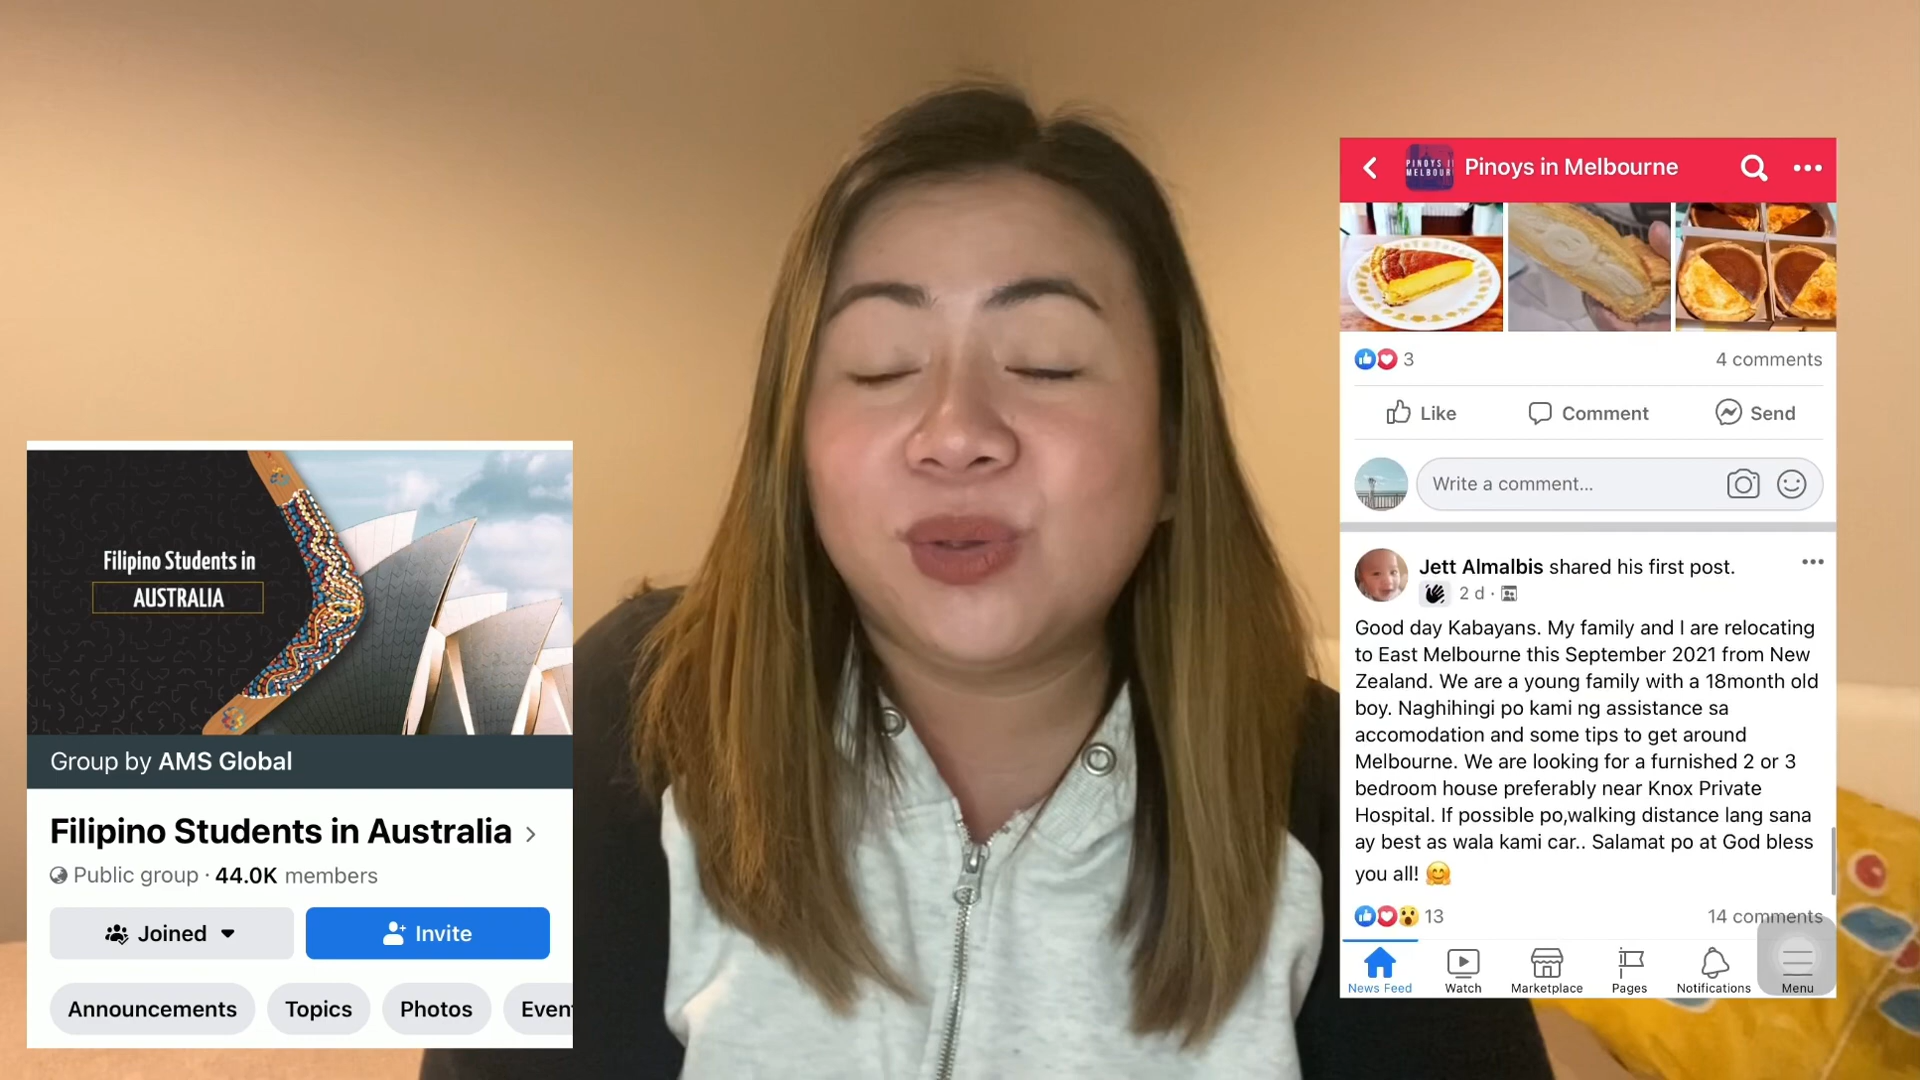 Filipino Students in
AUSTRALIA
Group by AMS Global
Filipino Students in Australia
Public group · 44.0K members
Joined
Invite
Announcements
Topics
Photos
Pinoys in Melbourne
3
4 comments
Like
Comment
Send
Write a comment...
Jett Almalbis shared his first post.
2 d ·
Good day Kabayans. My family and I are relocating
to East Melbourne this September 2021 from New
Zealand. We are a young family with a 18month old
boy. Naghihingi po kami ng assistance sa
accomodation and some tips to get around
Melbourne. We are looking for a furnished 2 or 3
bedroom house preferably near Knox Private
Hospital. If possible po,walking distance lang sana
ay best as wala kami car.. Salamat po at God bless
you all! 🤗
13
14 comments
News Feed
Watch
Marketplace
Pages
Notifications
Menu